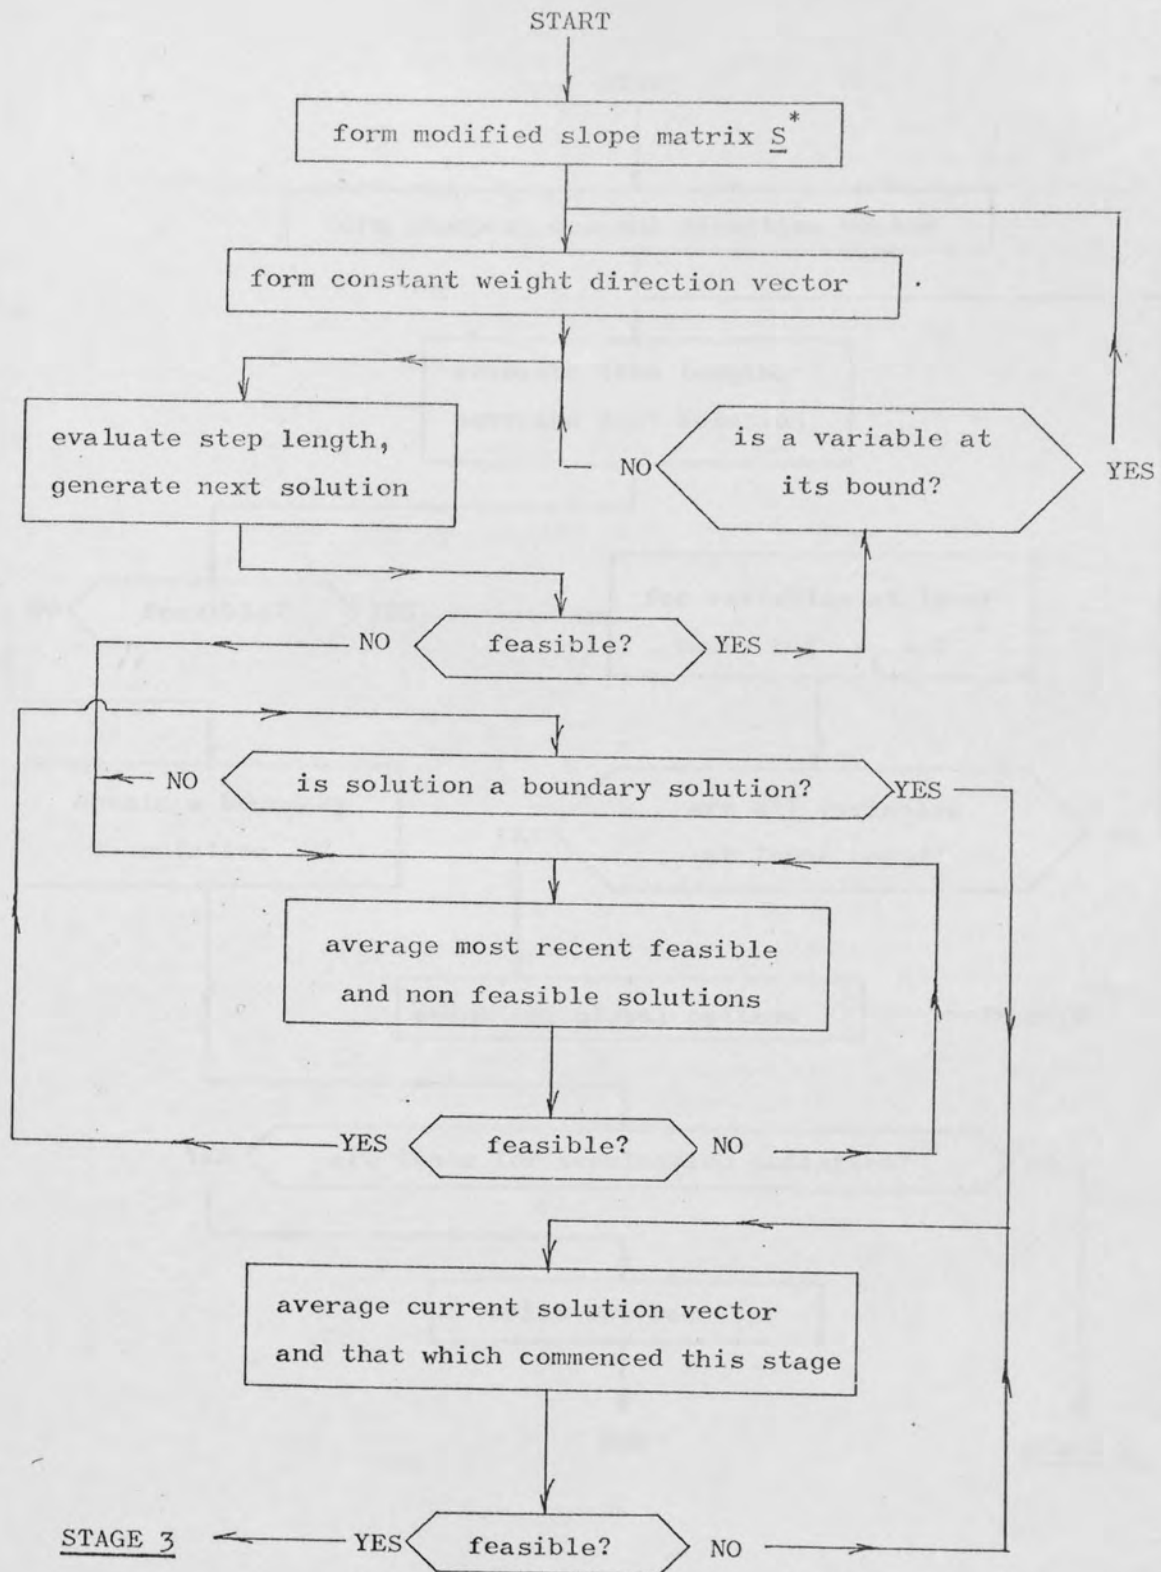 START
form modified slope matrix S*
form constant weight direction vector
evaluate step length,
generate next solution
NO
is a variable at
its bound?
YES
NO
feasible?
YES
NO
is solution a boundary solution?
YES
average most recent feasible
and non feasible solutions
YES
feasible?
NO
average current solution vector
and that which commenced this stage
STAGE 3
YES
feasible?
NO